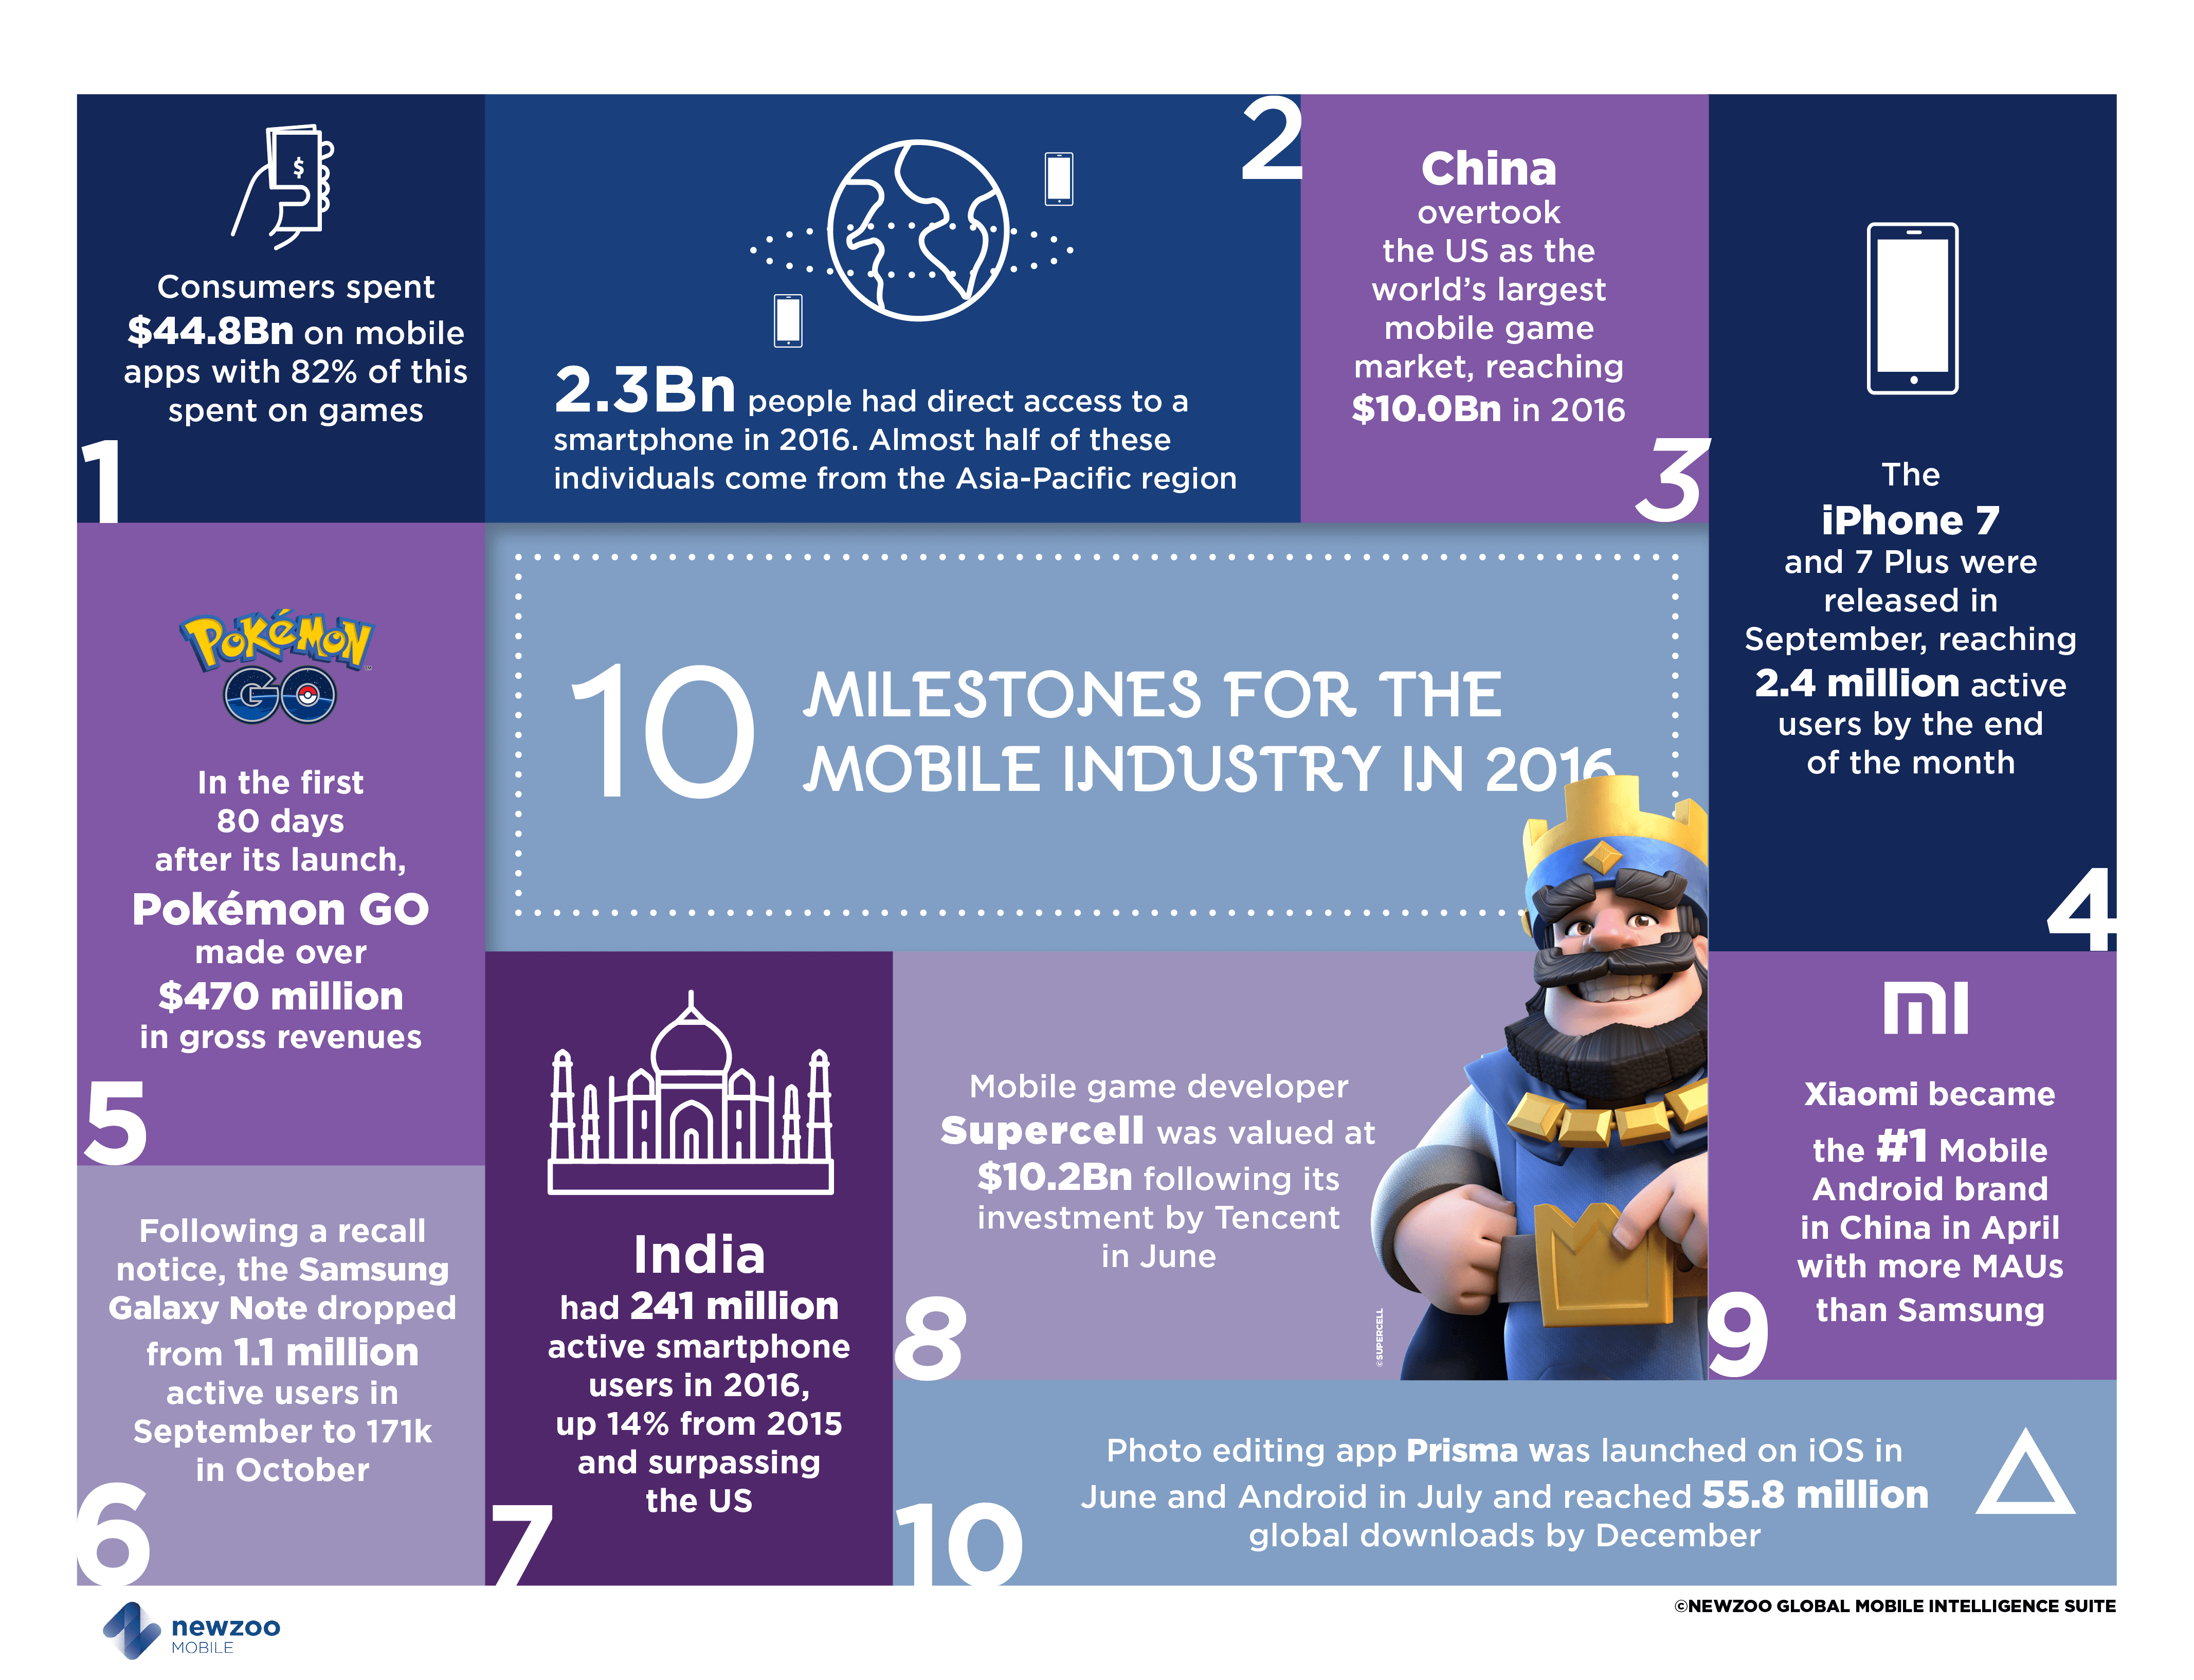 $
Consumers spent
$44.8Bn on mobile
apps with 82% of this
spent on games
1
2
2.3Bn people had direct access to a
smartphone in 2016. Almost half of these
individuals come from the Asia-Pacific region
China
overtook
the US as the
world's largest
mobile game
market, reaching
$10.0Bn in 2016
3
The
iPhone 7
and 7 Plus were
released in
September, reaching
2.4 million active
users by the end
of the month
4
10 MILESTONES FOR THE
MOBILE INDUSTRY IN 2016
POKéMON
GO
In the first
80 days
after its launch,
Pokémon GO
made over
$470 million
in gross revenues
5
Following a recall
notice, the Samsung
Galaxy Note dropped
from 1.1 million
active users in
September to 171k
in October
6
India
had 241 million
active smartphone
users in 2016,
up 14% from 2015
and surpassing
the US
7
Mobile game developer
Supercell was valued at
$10.2Bn following its
investment by Tencent
in June
8
©SUPERCELL
MI
Xiaomi became
the #1 Mobile
Android brand
in China in April
with more MAUs
than Samsung
9
Photo editing app Prisma was launched on iOS in
June and Android in July and reached 55.8 million
global downloads by December
10
newzoo
MOBILE
©NEWZOO GLOBAL MOBILE INTELLIGENCE SUITE